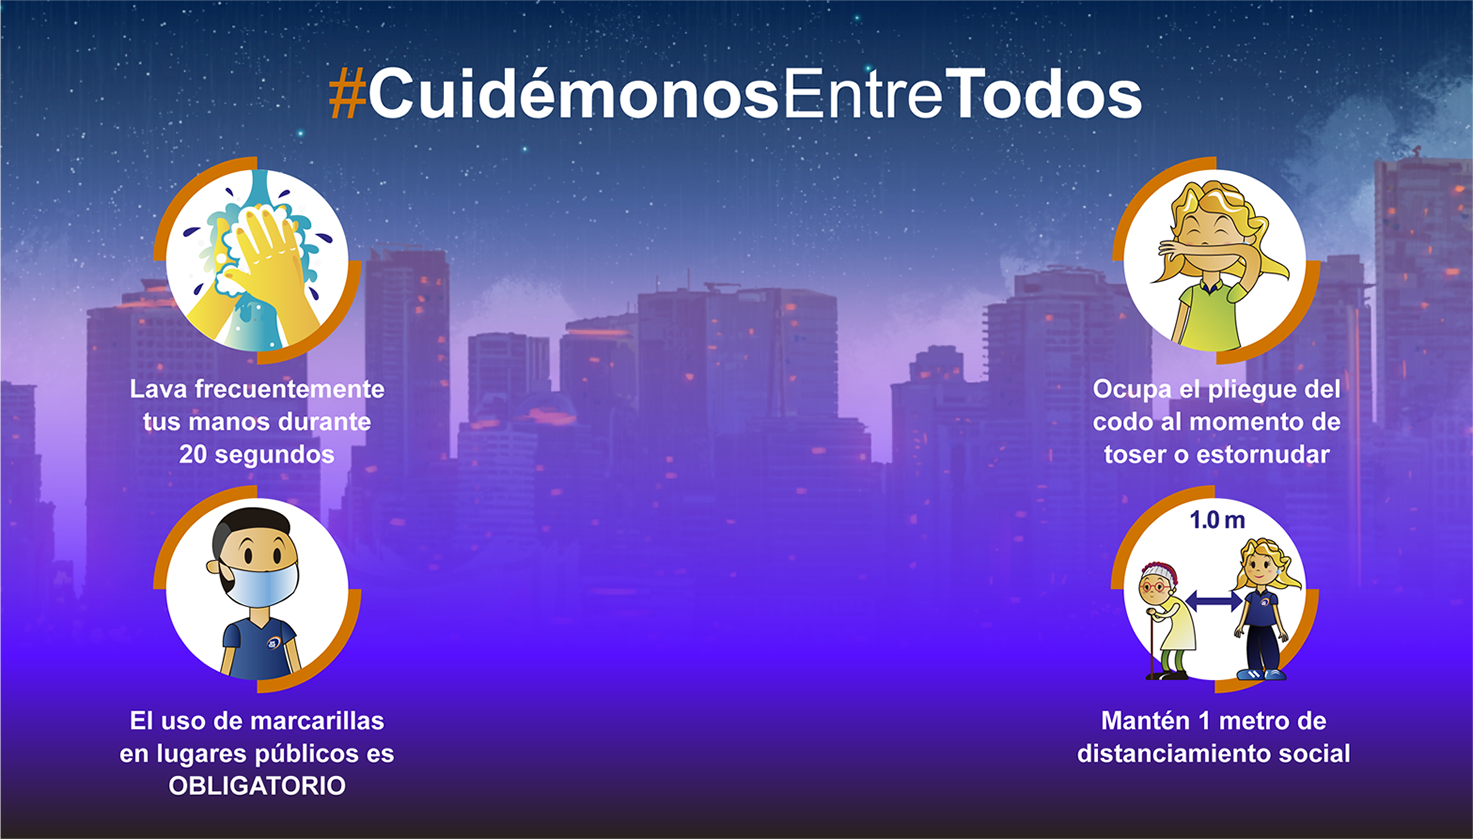 #CuidémonosEntreTodos
Lava frecuentemente
tus manos durante
20 segundos
Ocupa el pliegue del
codo al momento de
toser o estornudar
El uso de marcarillas
en lugares públicos es
OBLIGATORIO
1.0 m
Mantén 1 metro de
distanciamiento social